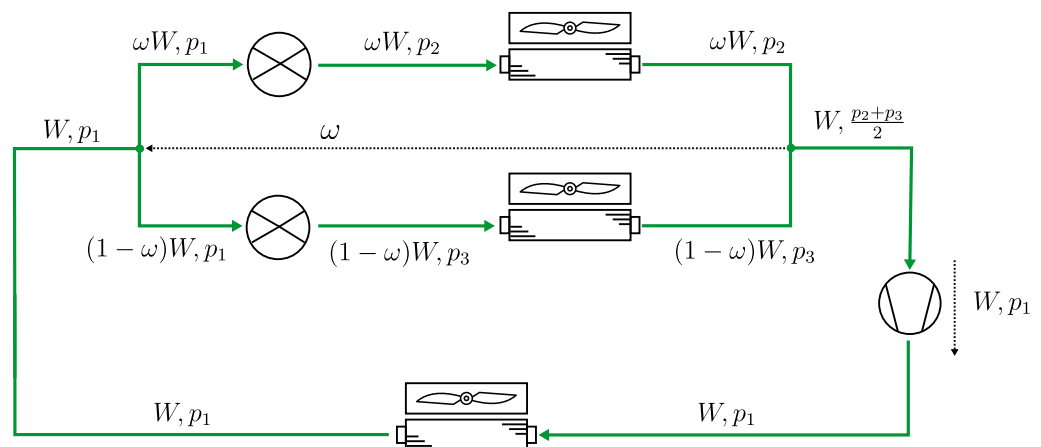 ωW, p₁
ωW, p₂
ωW, p₂
W, p₁
ω
W, (p₂+p₃)/2
(1 − ω)W, p₁
(1 − ω)W, p₃
(1 − ω)W, p₃
W, p₁
W, p₁
W, p₁